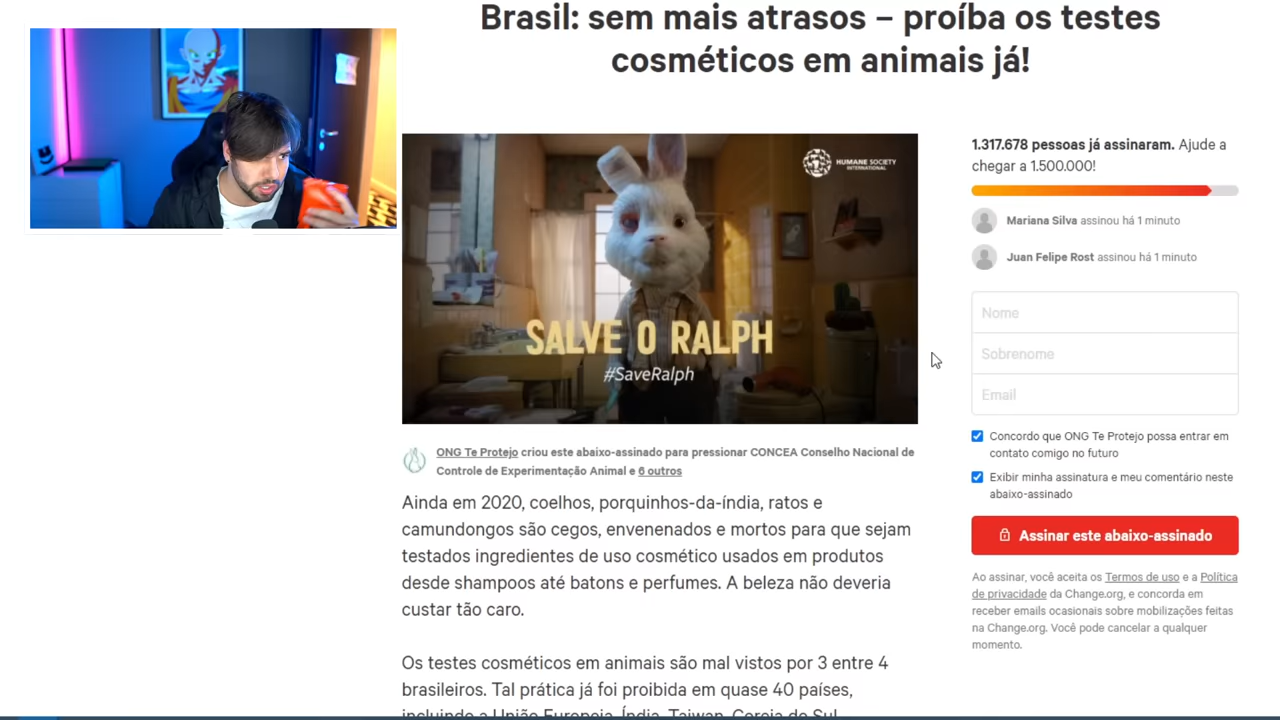 Brasil: sem mais atrasos – proíba os testes
cosméticos em animais já!
HUMANE SOCIETY
INTERNATIONAL
SALVE O RALPH
#SaveRalph
ONG Te Protejo criou este abaixo-assinado para pressionar CONCEA Conselho Nacional de
Controle de Experimentação Animal e 6 outros
Ainda em 2020, coelhos, porquinhos-da-índia, ratos e
camundongos são cegos, envenenados e mortos para que sejam
testados ingredientes de uso cosmético usados em produtos
desde shampoos até batons e perfumes. A beleza não deveria
custar tão caro.
Os testes cosméticos em animais são mal vistos por 3 entre 4
brasileiros. Tal prática já foi proibida em quase 40 países,
incluindo a União Europeia, Índia, Taiwan, Coreia do Sul,
1.317.678 pessoas já assinaram. Ajude a
chegar a 1.500.000!
Mariana Silva assinou há 1 minuto
Juan Felipe Rost assinou há 1 minuto
Nome
Sobrenome
Email
Concordo que ONG Te Protejo possa entrar em
contato comigo no futuro
Exibir minha assinatura e meu comentário neste
abaixo-assinado
Assinar este abaixo-assinado
Ao assinar, você aceita os Termos de uso e a Política
de privacidade da Change.org, e concorda em
receber emails ocasionais sobre mobilizações feitas
na Change.org. Você pode cancelar a qualquer
momento.